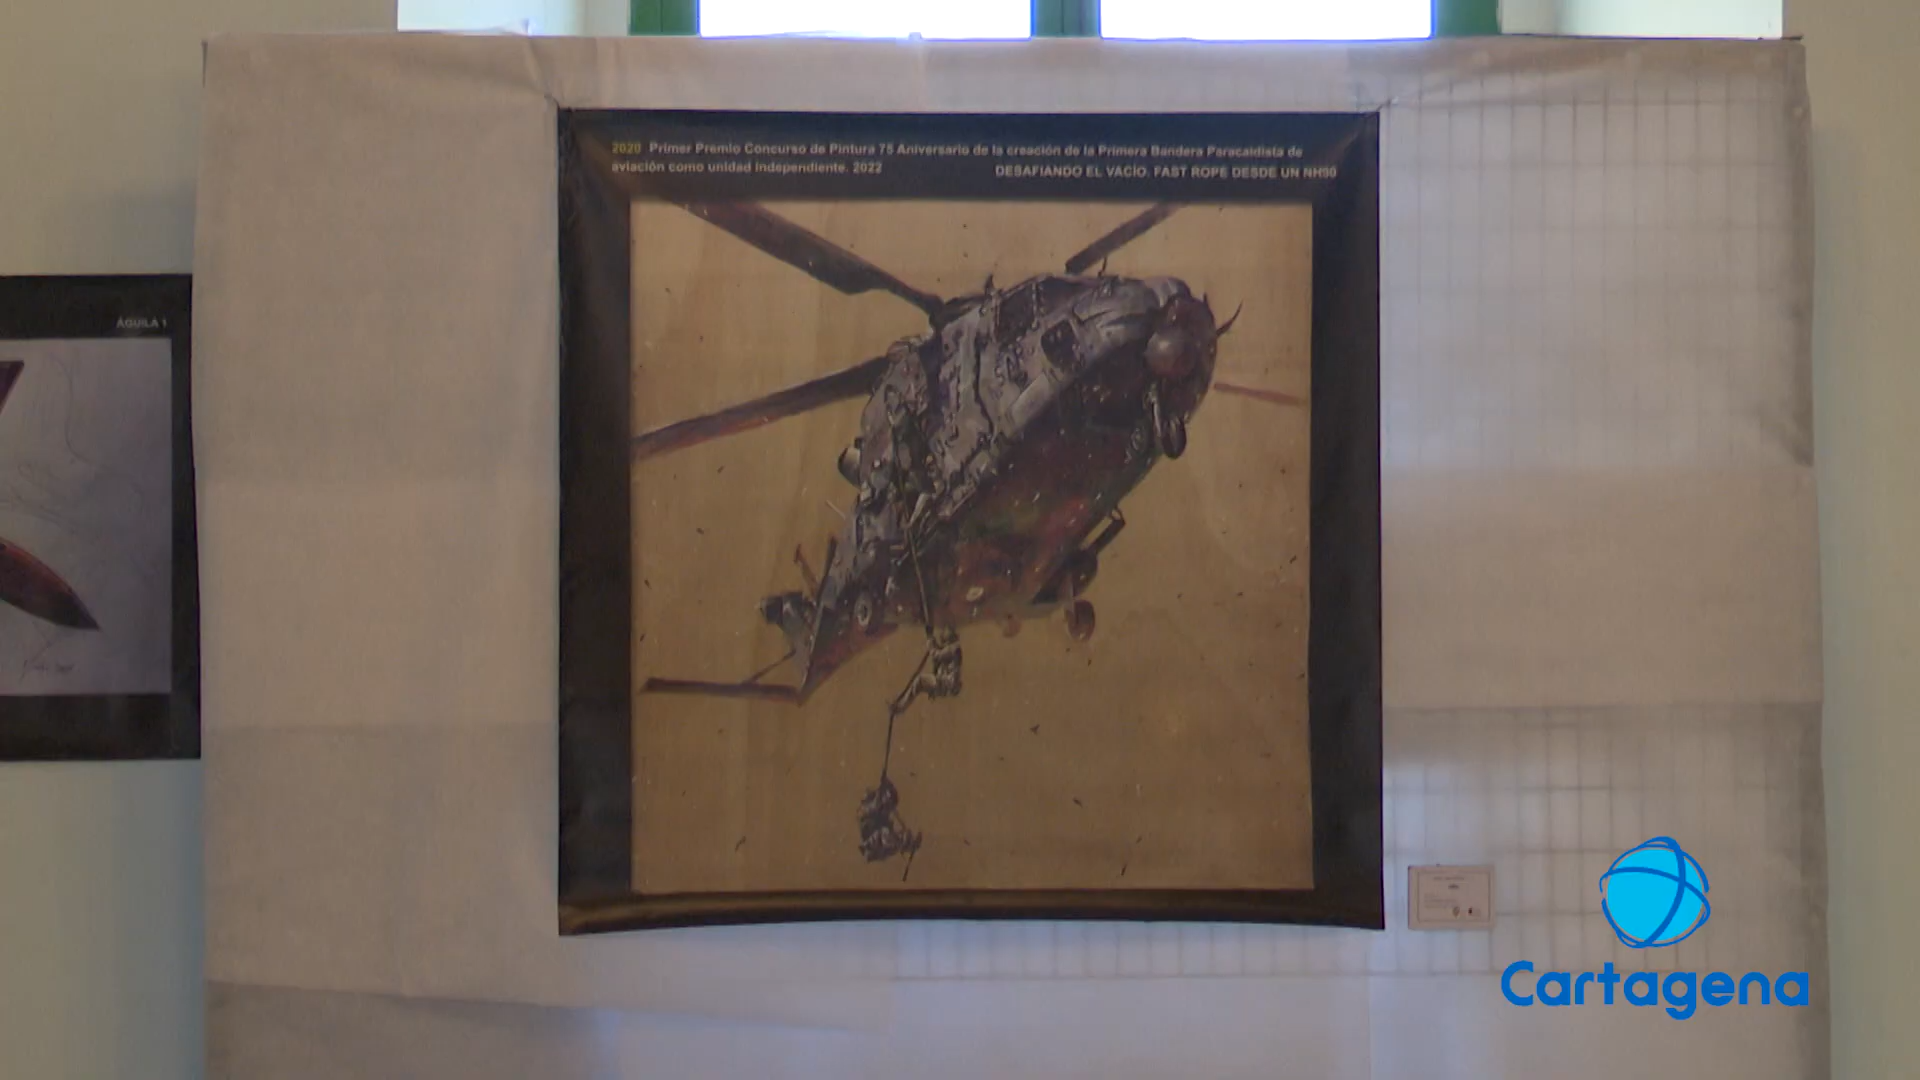 2020 Primer Premio Concurso de Pintura 75 Aniversario de la creación de la Primera Bandera Paracaidista de
aviación como unidad independiente. 2022
DESAFIANDO EL VACÍO. FAST ROPE DESDE UN NH90
ÁGUILA 1
Cartagena